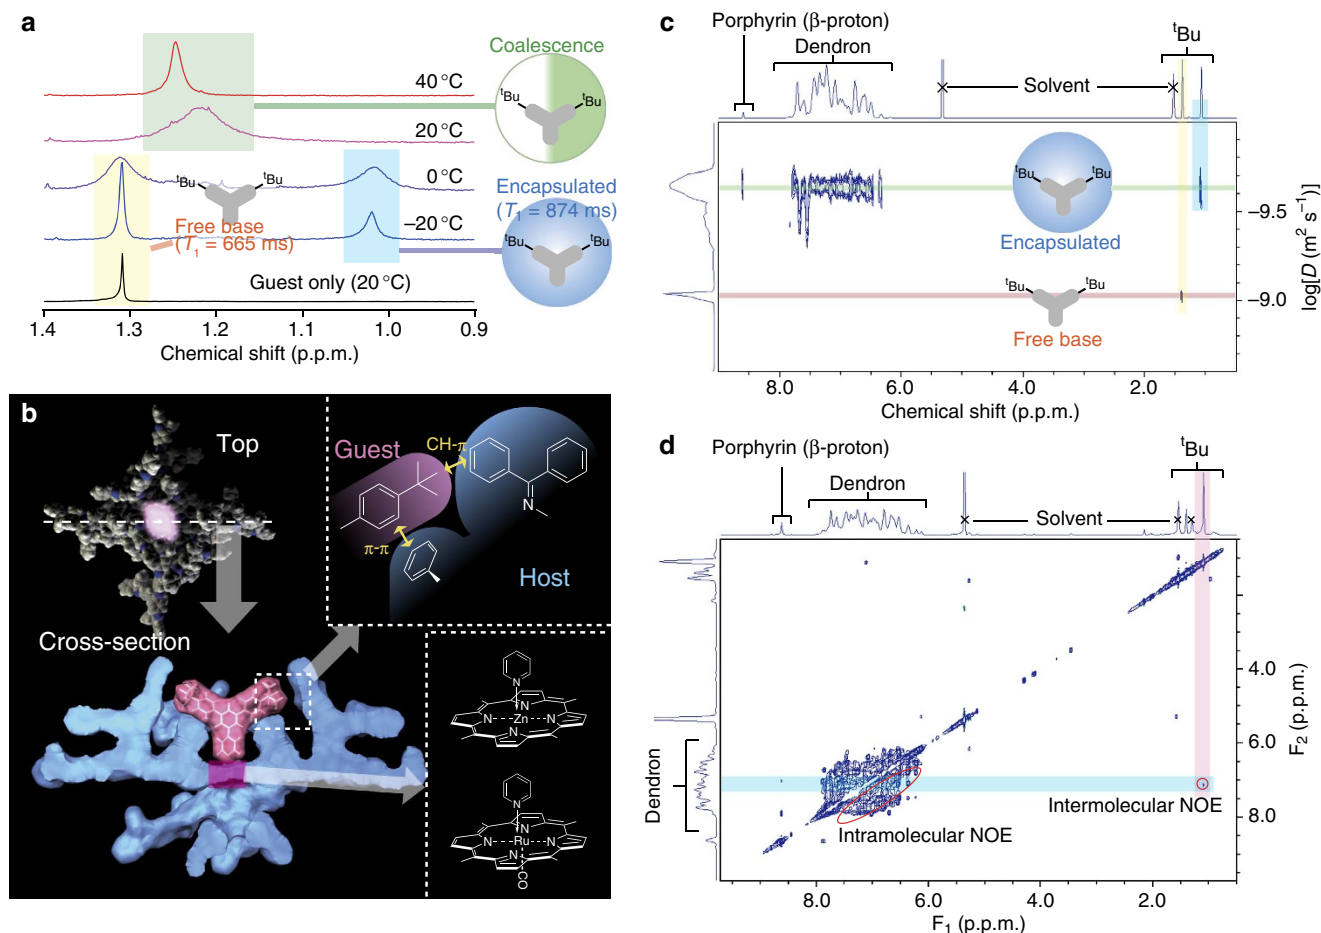 a
Coalescence
40 °C
tBu
tBu
20 °C
0 °C
tBu
tBu
Encapsulated
(T1 = 874 ms)
Free base
(T1 = 665 ms)
–20 °C
tBu
tBu
Guest only (20 °C)
1.4 1.3 1.2 1.1 1.0 0.9
Chemical shift (p.p.m.)
b
Top
Guest
CH-π
N
π-π
Host
Cross-section
N
N N Zn N N
N
N N Ru N N
CO
c
Porphyrin (β-proton)
Dendron
tBu
Solvent
tBu
tBu
Encapsulated
–9.5
tBu
tBu
–9.0
Free base
log[D (m2 s–1)]
8.0 6.0 4.0 2.0
Chemical shift (p.p.m.)
d
Porphyrin (β-proton)
Dendron
tBu
Solvent
4.0
6.0
8.0
F2 (p.p.m.)
Dendron
Intermolecular NOE
Intramolecular NOE
8.0 6.0 4.0 2.0
F1 (p.p.m.)